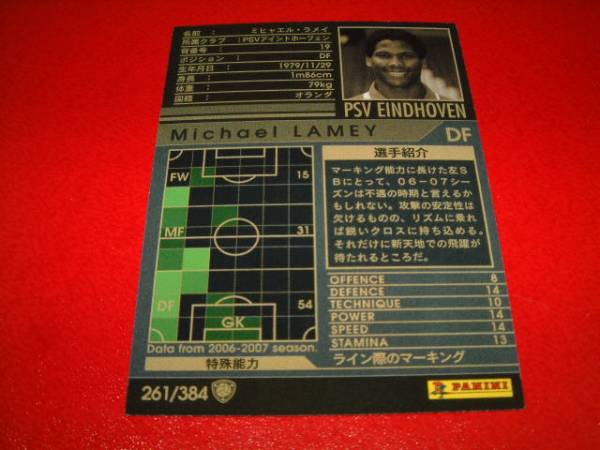 名前 : ミヒャエル・ラメイ
所属クラブ : PSVアイントホーフェン
背番号 : 19
ポジション : DF
生年月日 : 1979/11/29
身長 : 1m86cm
体重 : 79kg
国籍 : オランダ
PSV EINDHOVEN
Michael LAMEY DF
FW 15
MF 31
DF 54
GK
Data from 2006-2007 season.
選手紹介
マーキング能力に長けた左S
Bにとって、06-07シー
ズンは不遇の時期と言えるか
もしれない。攻撃の安定性は
欠けるものの、リズムに乗れ
ば鋭いクロスに持ち込める。
それだけに新天地での飛躍が
待たれるところだ。
OFFENCE 8
DEFENCE 14
TECHNIQUE 10
POWER 14
SPEED 14
STAMINA 13
特殊能力 ライン際のマーキング
261/384
PANINI